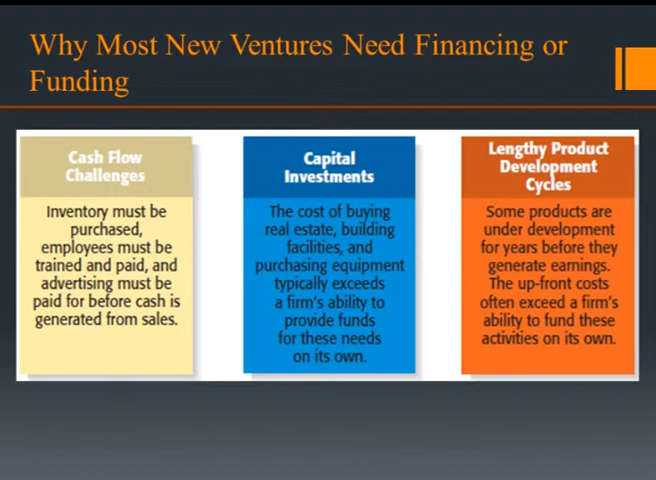 Why Most New Ventures Need Financing or
Funding
Cash Flow
Challenges
Inventory must be
purchased,
employees must be
trained and paid, and
advertising must be
paid for before cash is
generated from sales.
Capital
Investments
The cost of buying
real estate, building
facilities, and
purchasing equipment
typically exceeds
a firm's ability to
provide funds
for these needs
on its own.
Lengthy Product
Development
Cycles
Some products are
under development
for years before they
generate earnings.
The up-front costs
often exceed a firm's
ability to fund these
activities on its own.